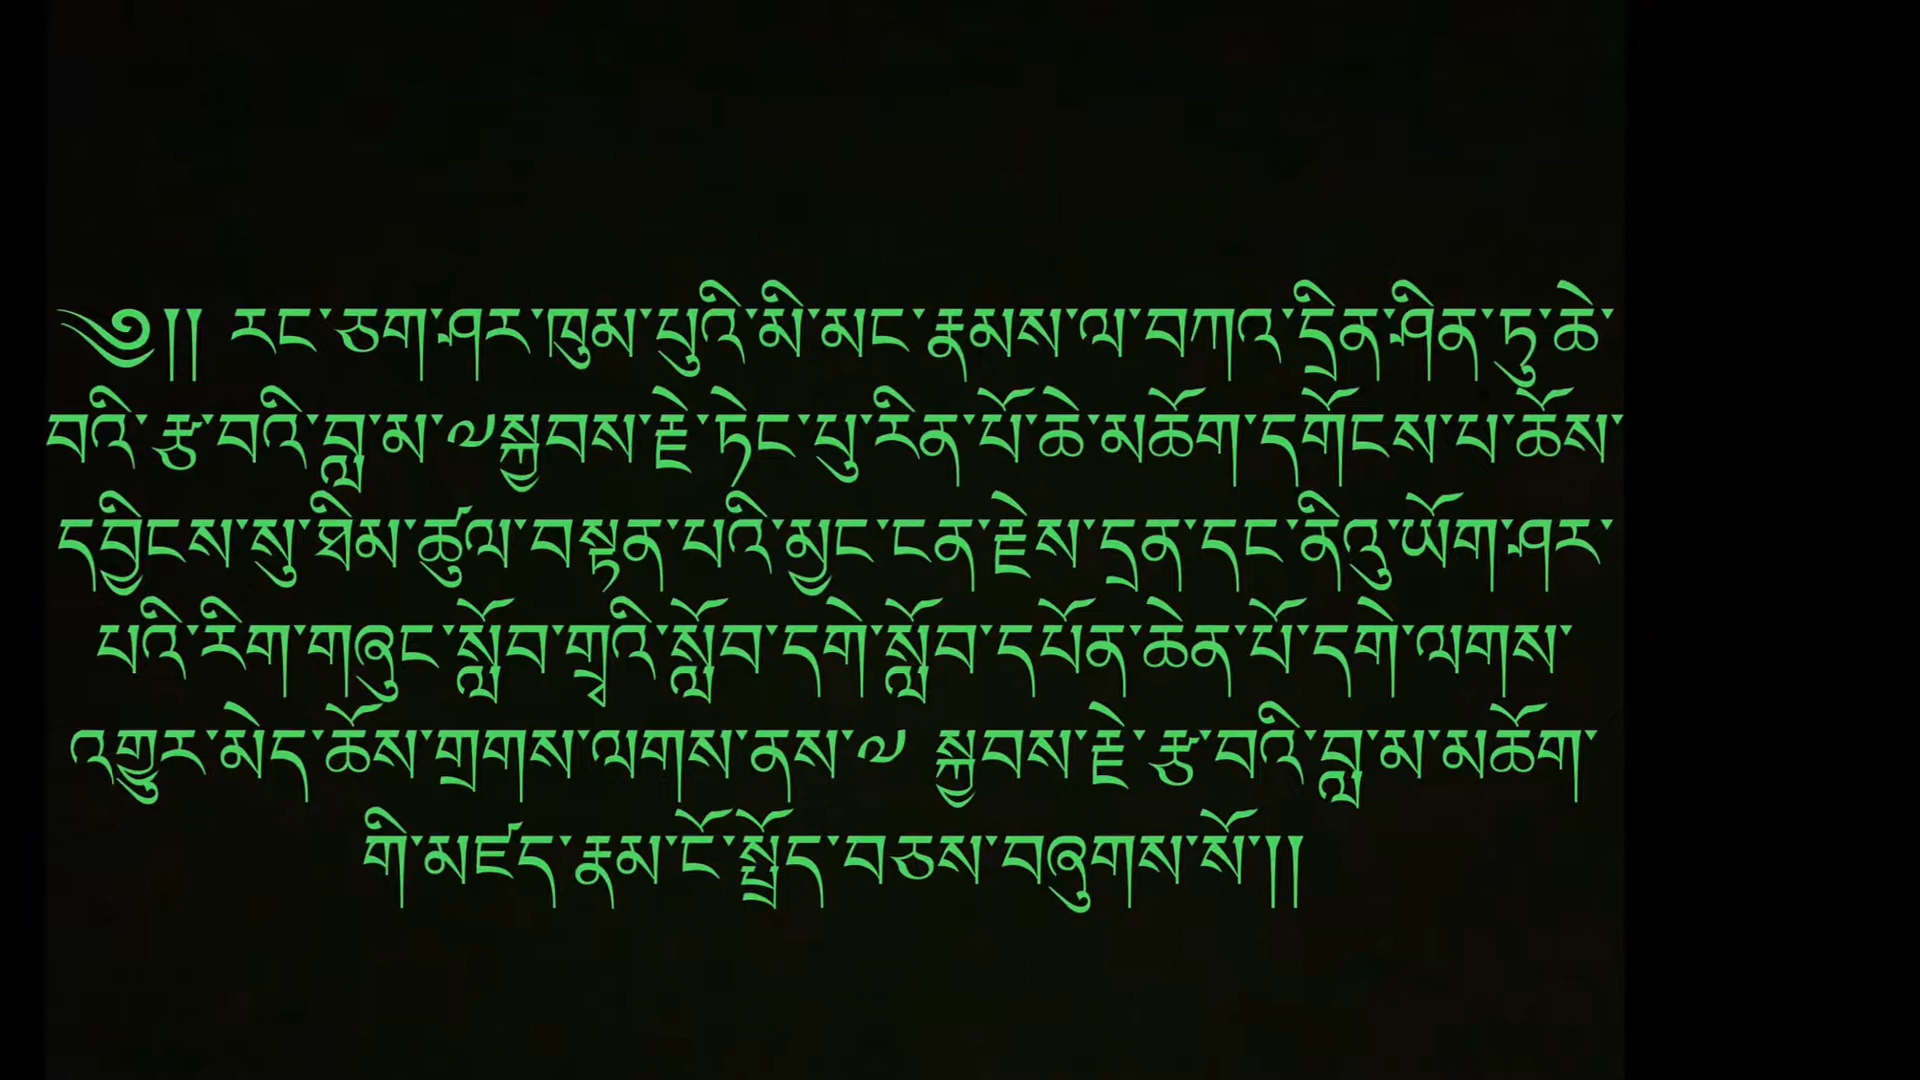 ༄།། རང་ཅག་ཤར་ཁུམ་པུའི་མི་མང་རྣམས་ལ་བཀའ་དྲིན་ཤིན་ཏུ་ཆེ་
བའི་རྩ་བའི་བླ་མ་༧སྐྱབས་རྗེ་ཏེང་པུ་རིན་པོ་ཆེ་མཆོག་དགོངས་པ་ཆོས་
དབྱིངས་སུ་ཐིམ་ཚུལ་བསྟན་པའི་མྱང་ངན་རྗེས་དྲན་དང་ནིའུ་ཡོག་ཤར་
པའི་རིག་གཞུང་སློབ་གྲྭའི་སློབ་དགེ་སློབ་དཔོན་ཆེན་པོ་དགེ་ལགས་
འགྱུར་མེད་ཆོས་གྲགས་ལགས་ནས་༧ སྐྱབས་རྗེ་རྩ་བའི་བླ་མ་མཆོག་
གི་མཛད་རྣམ་ངོ་སྤྲོད་བཅས་བཞུགས་སོ་།།